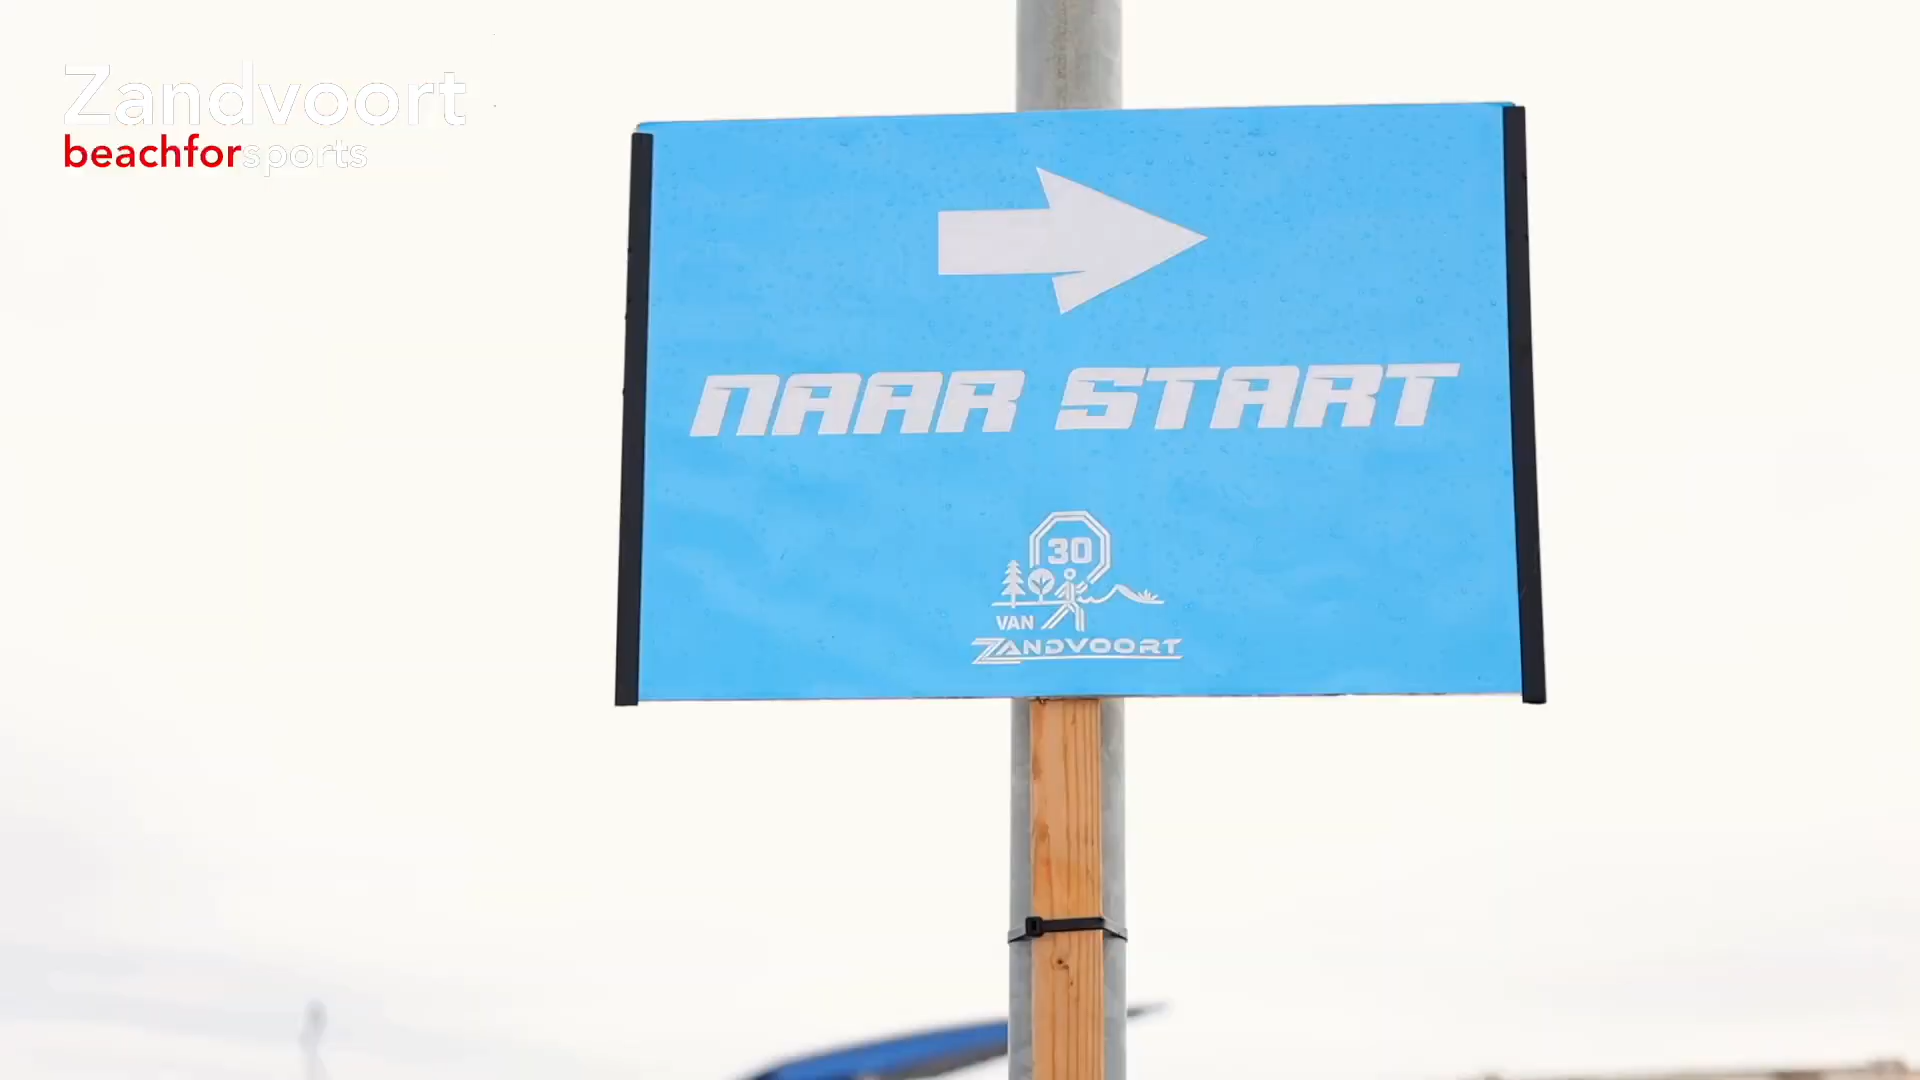 Zandvoort
beachforsports
NAAR START
30
VAN
ZANDVOORT